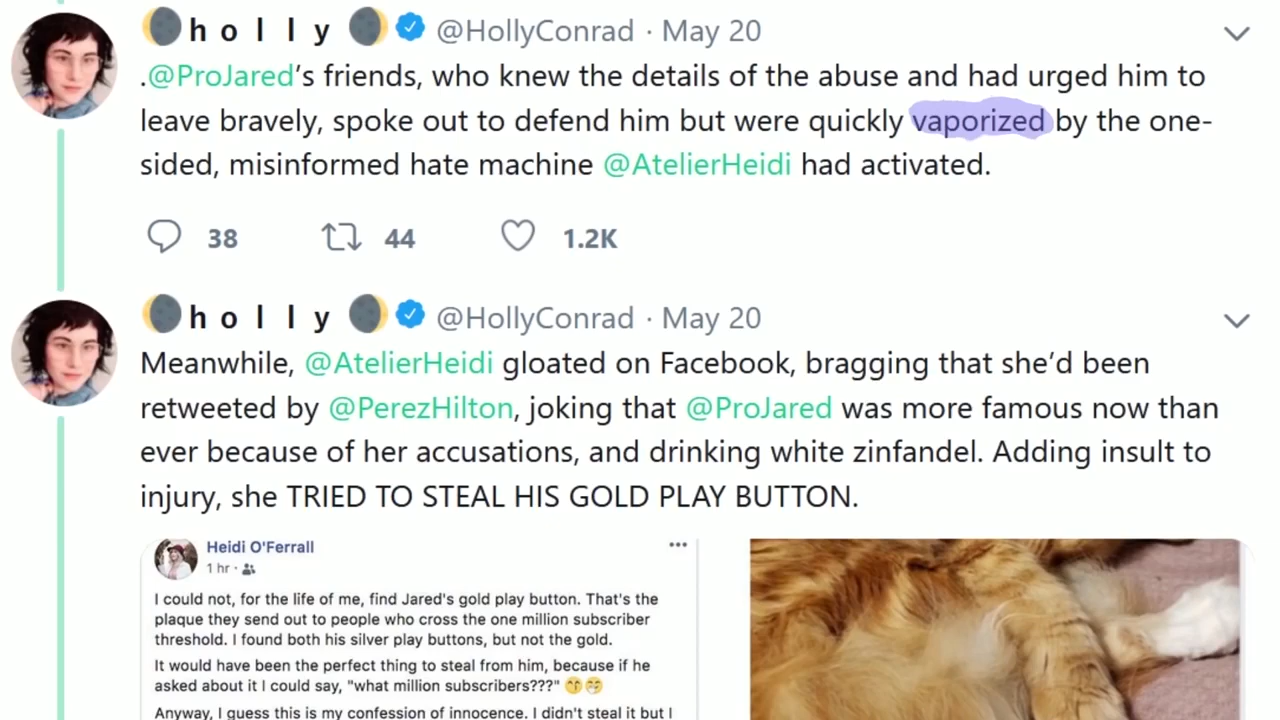 h o l l y @HollyConrad · May 20
.@ProJared's friends, who knew the details of the abuse and had urged him to
leave bravely, spoke out to defend him but were quickly vaporized by the one-
sided, misinformed hate machine @AtelierHeidi had activated.
38 44 1.2K
h o l l y @HollyConrad · May 20
Meanwhile, @AtelierHeidi gloated on Facebook, bragging that she'd been
retweeted by @PerezHilton, joking that @ProJared was more famous now than
ever because of her accusations, and drinking white zinfandel. Adding insult to
injury, she TRIED TO STEAL HIS GOLD PLAY BUTTON.
Heidi O'Ferrall
1 hr ·
I could not, for the life of me, find Jared's gold play button. That's the
plaque they send out to people who cross the one million subscriber
threshold. I found both his silver play buttons, but not the gold.
It would have been the perfect thing to steal from him, because if he
asked about it I could say, "what million subscribers???" 😙😁
Anyway, I guess this is my confession of innocence. I didn't steal it but I